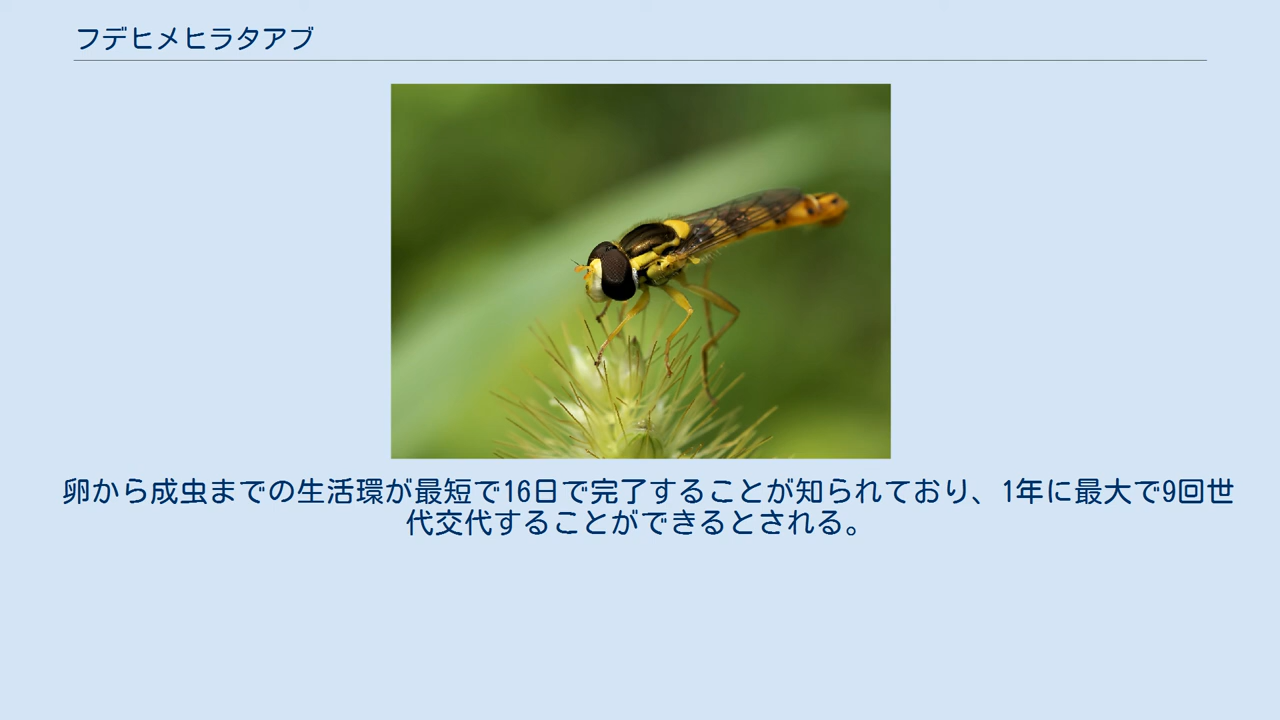 フデヒメヒラタアブ
卵から成虫までの生活環が最短で16日で完了することが知られており、1年に最大で9回世
代交代することができるとされる。